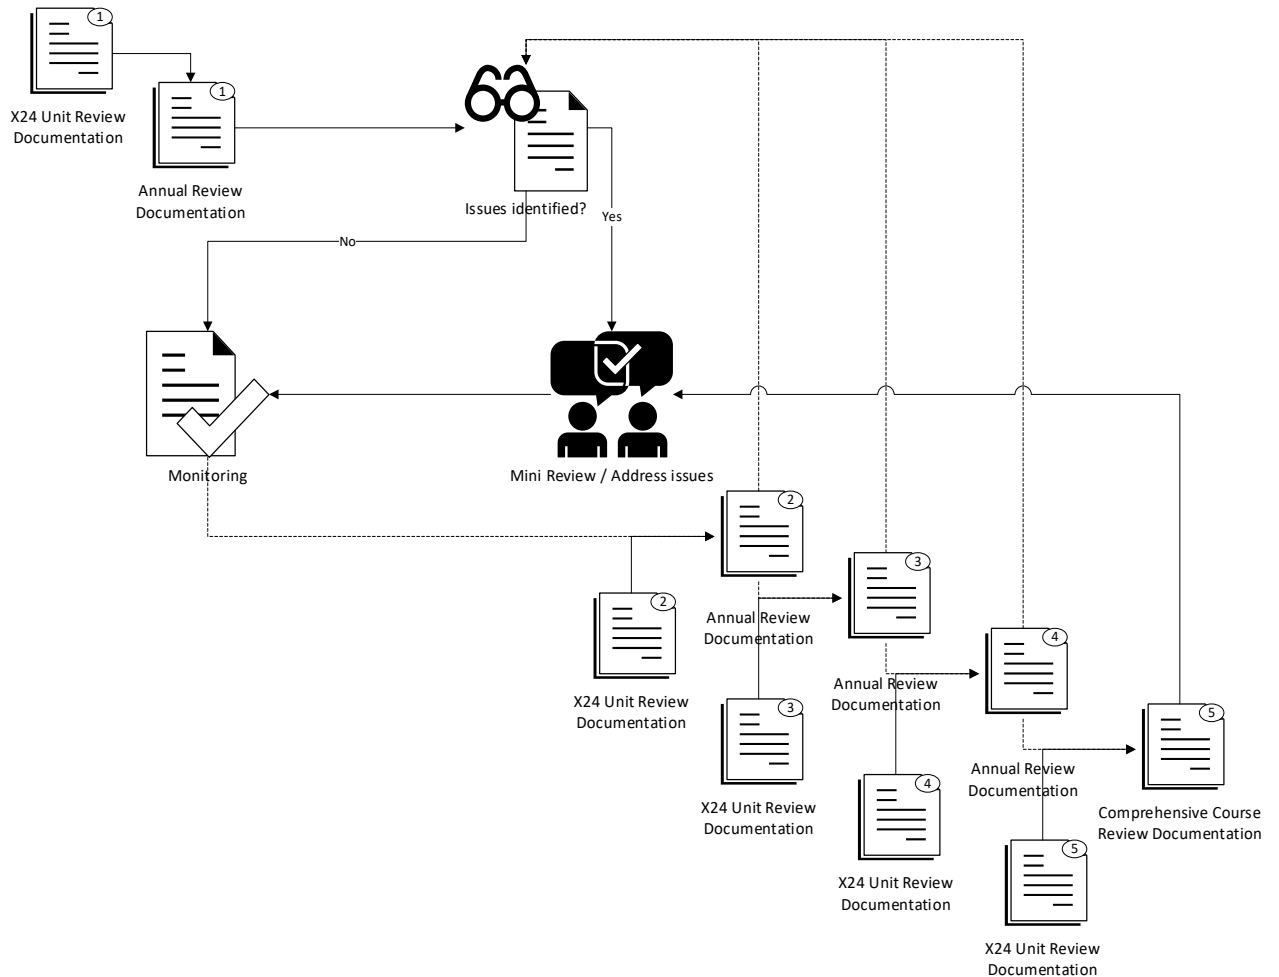 1
X24 Unit Review
Documentation
1
Annual Review
Documentation
Issues identified?
Yes
No
Monitoring
Mini Review / Address issues
2
Annual Review
Documentation
2
X24 Unit Review
Documentation
3
Annual Review
Documentation
3
X24 Unit Review
Documentation
4
Annual Review
Documentation
4
X24 Unit Review
Documentation
5
Comprehensive Course
Review Documentation
5
X24 Unit Review
Documentation